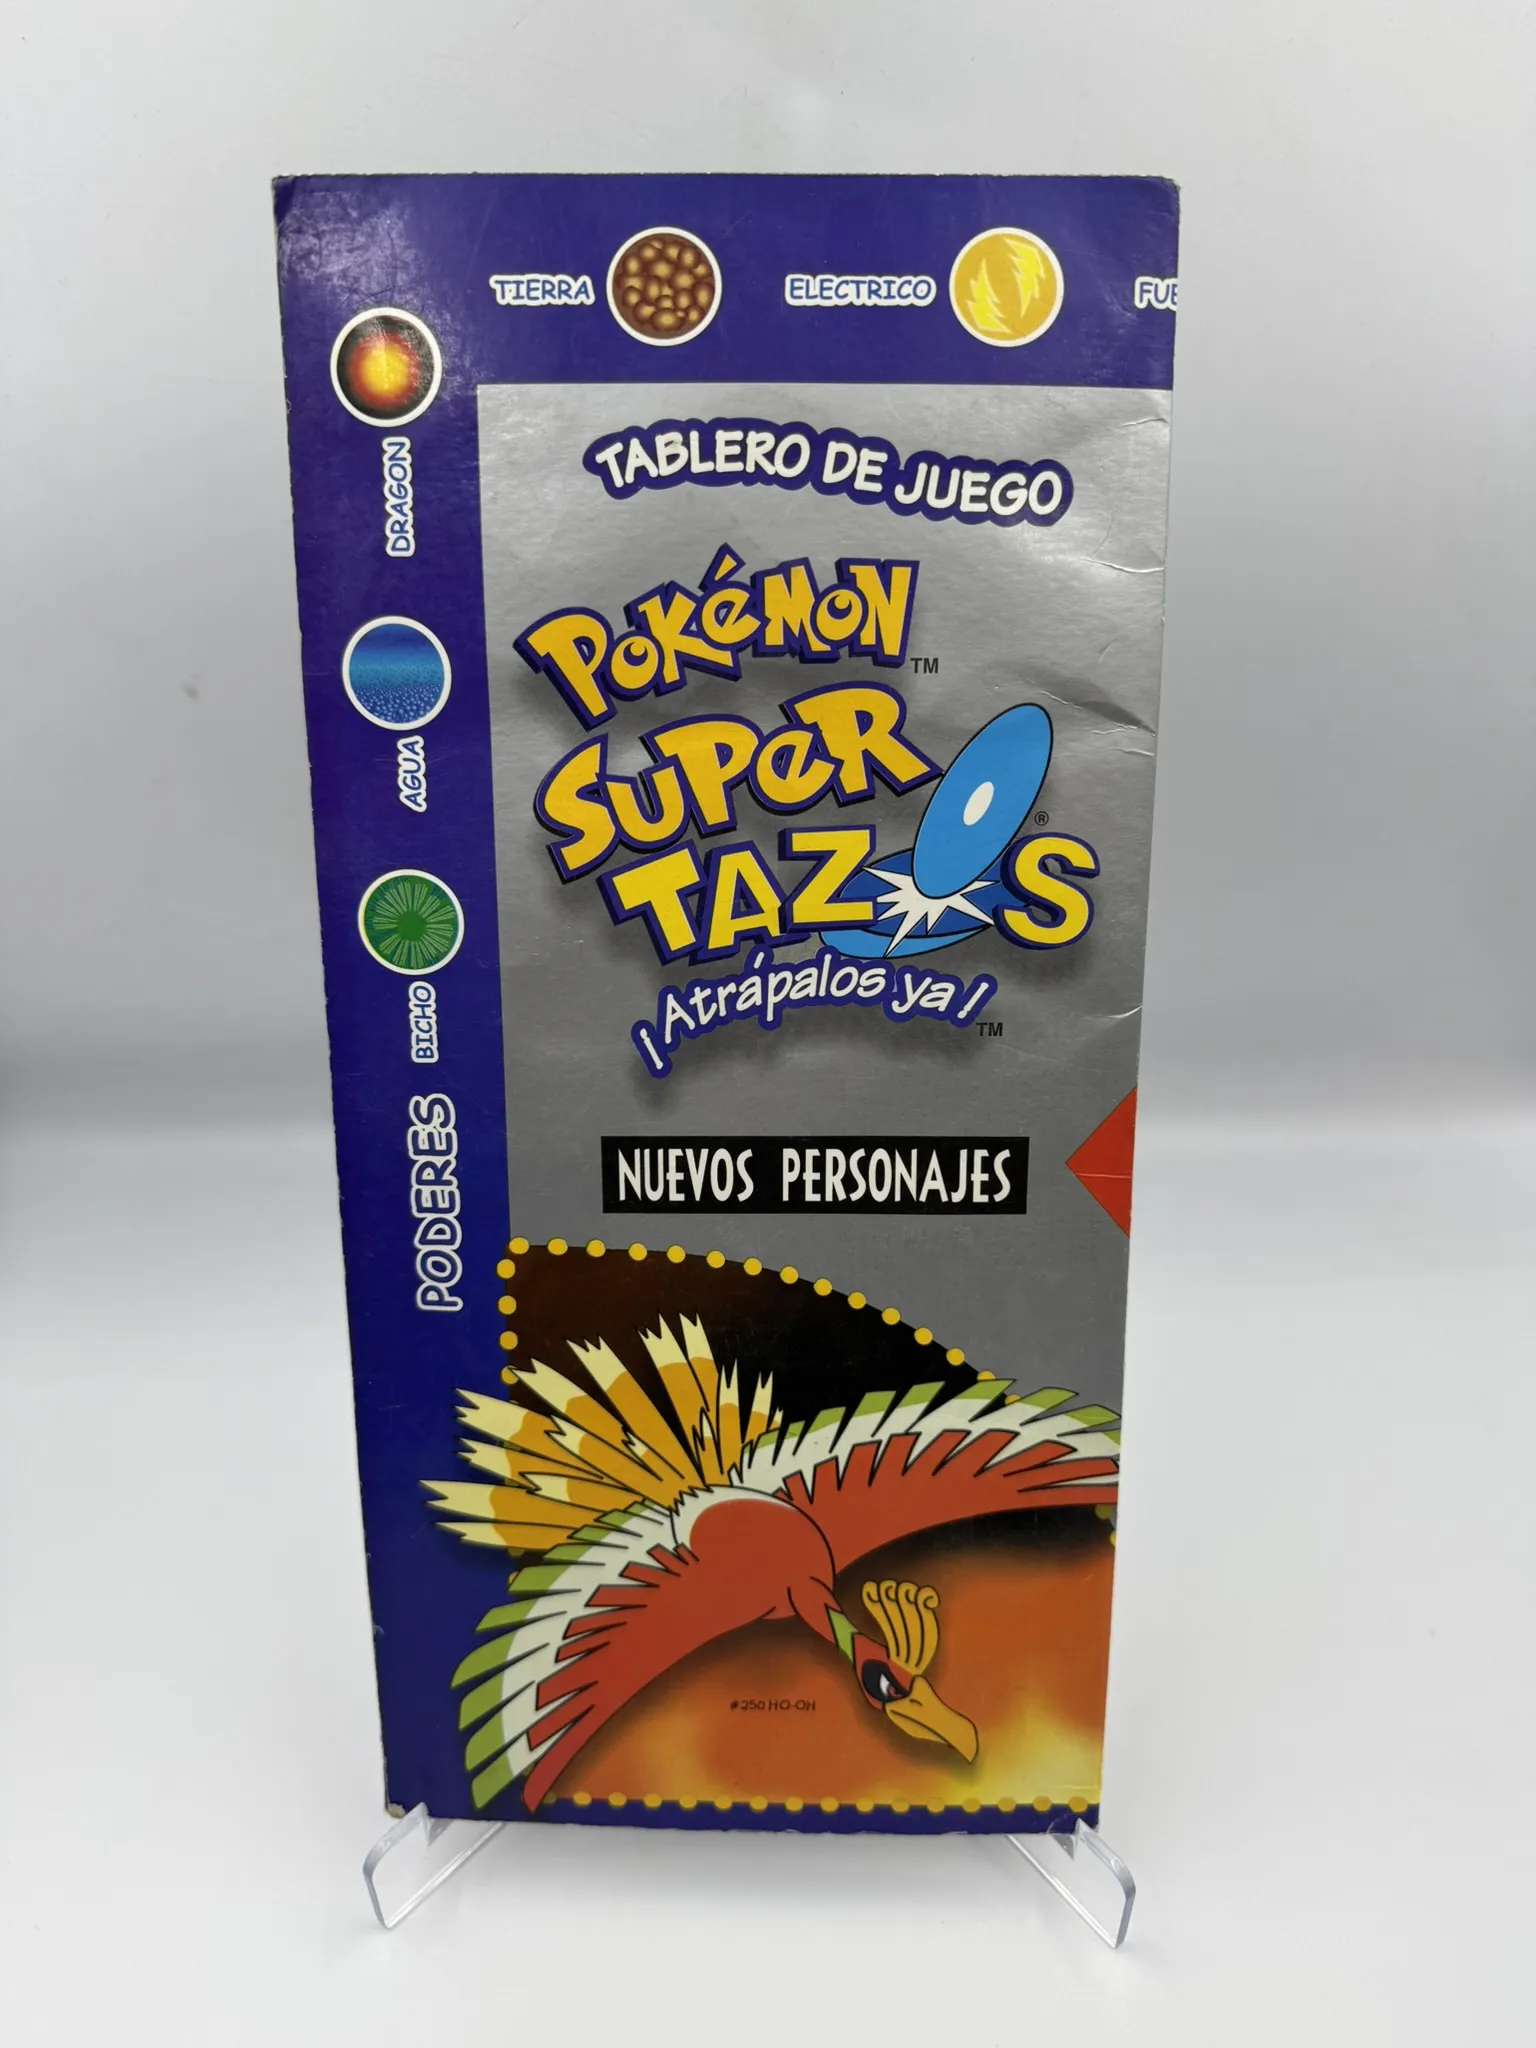 TIERRA
ELECTRICO
FUE
DRAGON
AGUA
BICHO
PODERES
TABLERO DE JUEGO
POKéMON
TM
SUPER
TAZOS
®
¡Atrápalos ya!
TM
NUEVOS PERSONAJES
#250 HO-OH